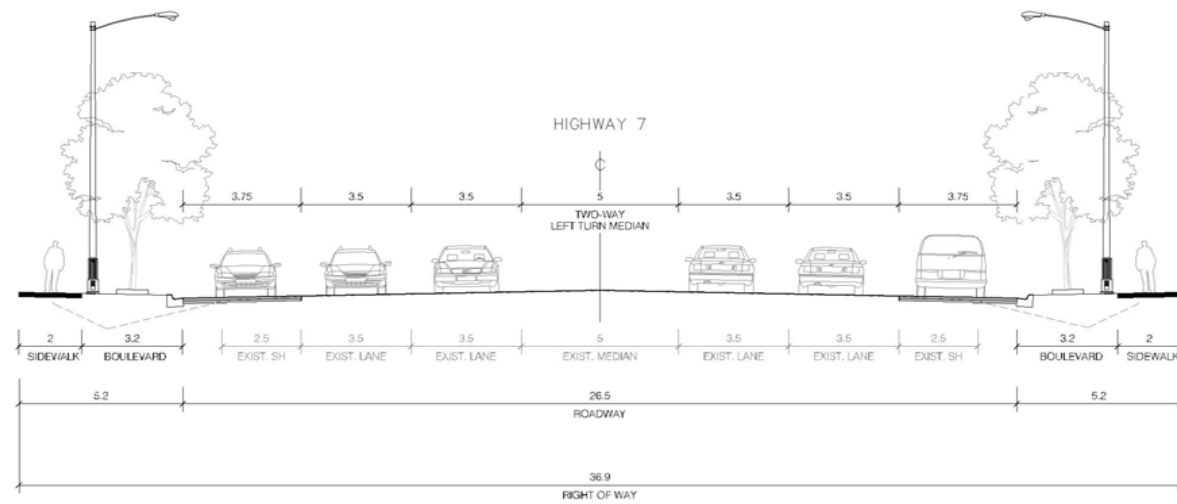 HIGHWAY 7
3.75 3.5 3.5 5 3.5 3.5 3.75
TWO-WAY
LEFT TURN MEDIAN
2 3.2 2.5 3.5 3.5 5 3.5 3.5 2.5 3.2 2
SIDEWALK BOULEVARD EXIST. SH EXIST. LANE EXIST. LANE EXIST. MEDIAN EXIST. LANE EXIST. LANE EXIST. SH BOULEVARD SIDEWALK
5.2 26.5 5.2
ROADWAY
36.9
RIGHT OF WAY